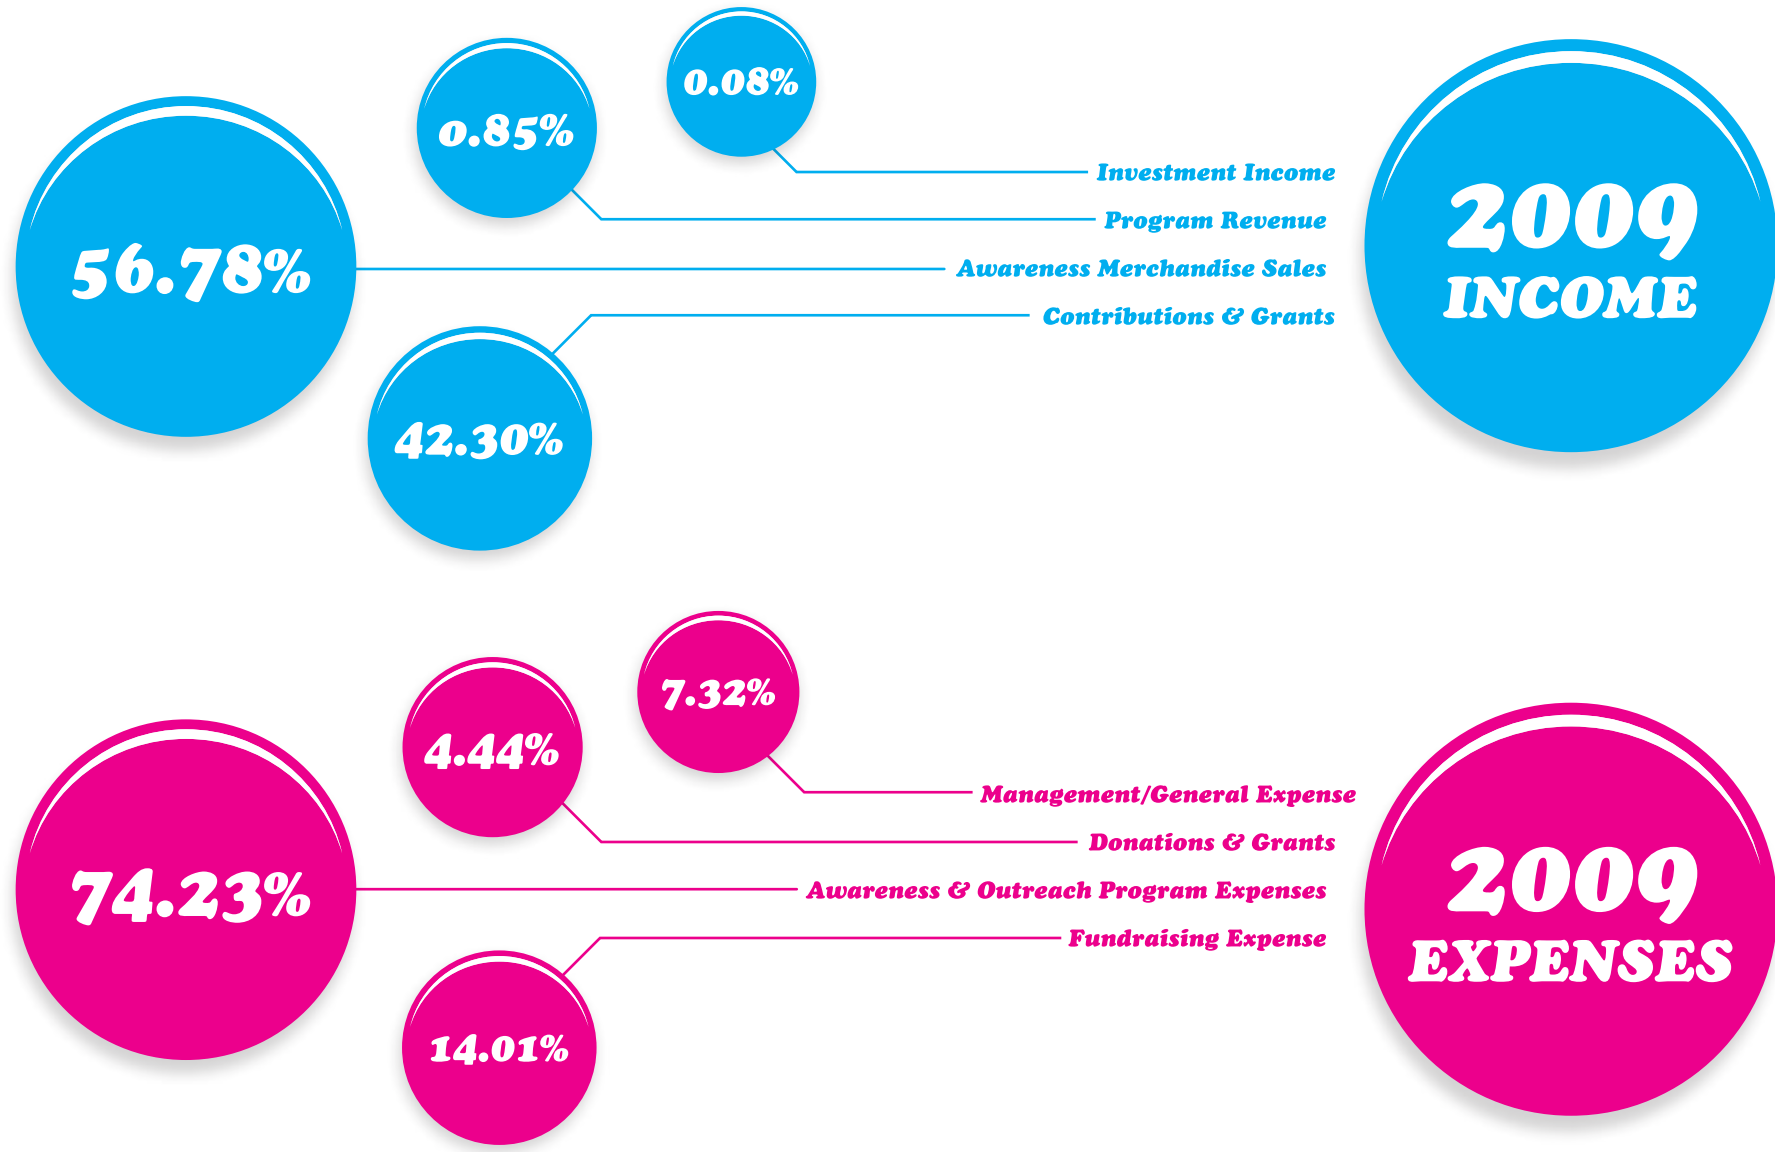 0.08%
0.85%
56.78%
42.30%
Investment Income
Program Revenue
Awareness Merchandise Sales
Contributions & Grants
2009
INCOME
7.32%
4.44%
74.23%
14.01%
Management/General Expense
Donations & Grants
Awareness & Outreach Program Expenses
Fundraising Expense
2009
EXPENSES